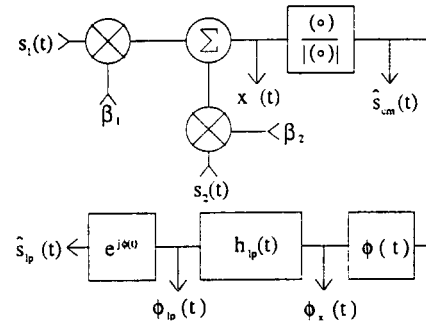 s₁(t)
Σ
(∘)
|(∘)|
β₁
x (t)
ŝ_cm(t)
β₂
s₂(t)
ŝ_lp(t)
e^jϕ(t)
h_lp(t)
ϕ(t)
ϕ_lp(t)
ϕ_x(t)